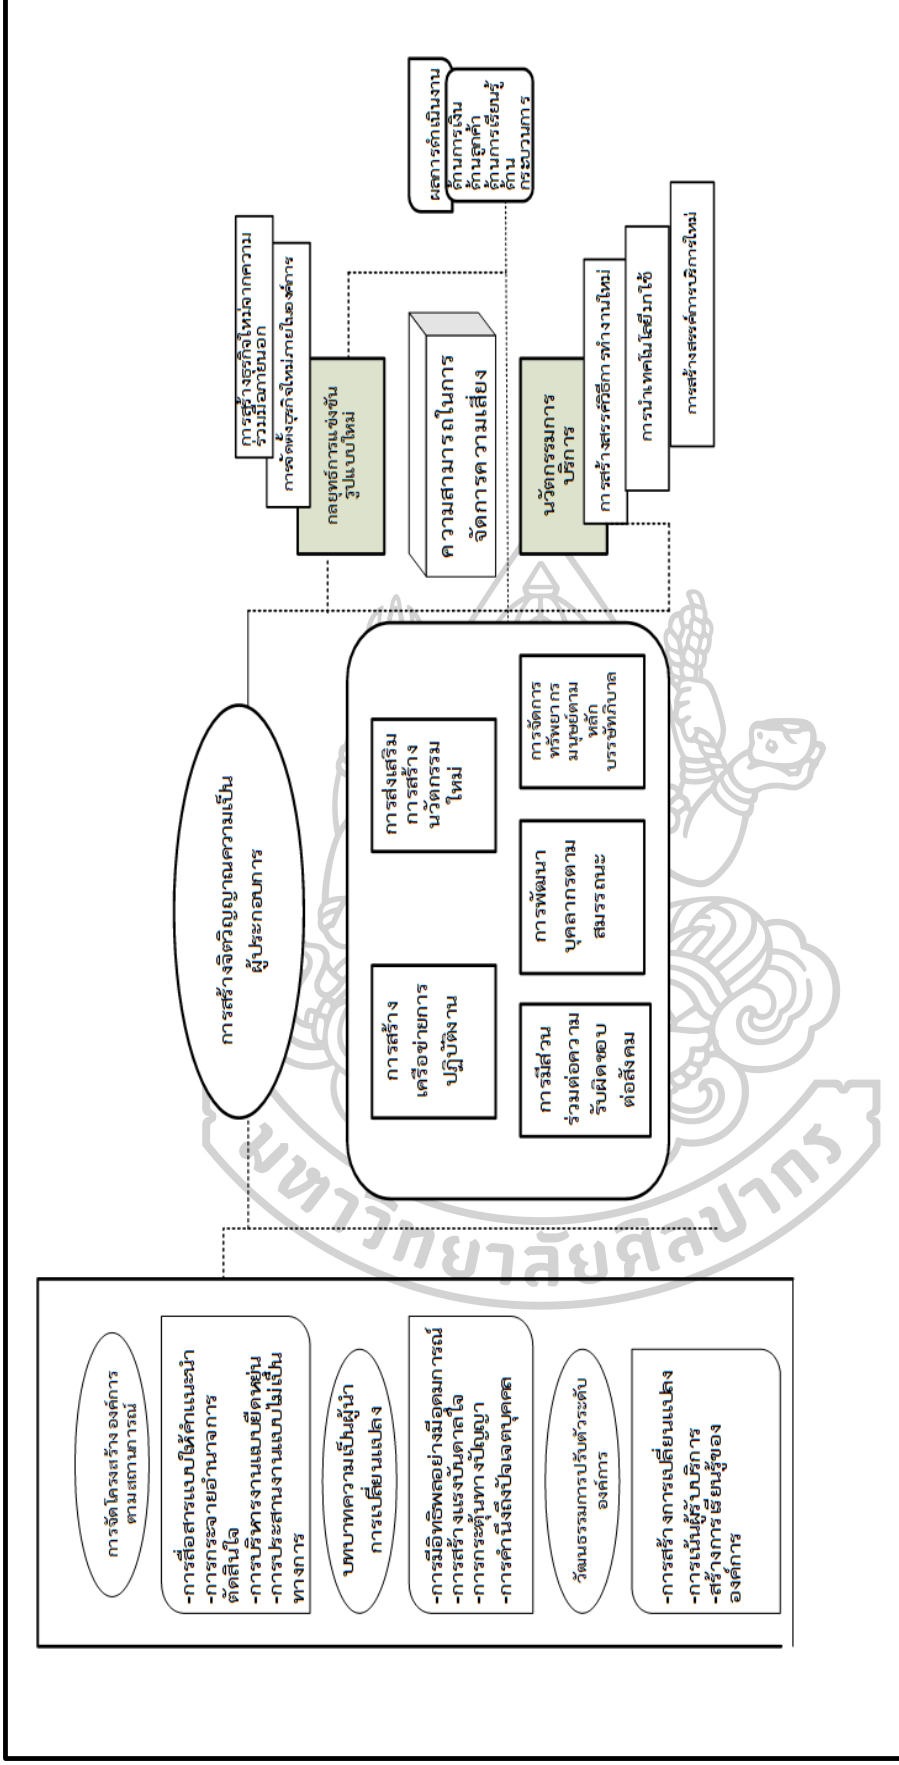 การจัดโครงสร้างองค์การ
ตามสถานการณ์
-การสื่อสารแบบให้คำแนะนำ
-การกระจายอำนาจการ
ตัดสินใจ
-การบริหารงานแบบยืดหยุ่น
-การประสานงานแบบไม่เป็น
ทางการ
บทบาทความเป็นผู้นำ
การเปลี่ยนแปลง
-การมีอิทธิพลอย่างมีอุดมการณ์
-การสร้างแรงบันดาลใจ
-การกระตุ้นทางปัญญา
-การคำนึงถึงปัจเจตบุคคล
วัฒนธรรมการปรับตัวระดับ
องค์การ
-การสร้างการเปลี่ยนแปลง
-การเน้นผู้รับบริการ
-สร้างการเรียนรู้ของ
องค์การ
การสร้างจิตวิญญาณความเป็น
ผู้ประกอบการ
การสร้าง
เครือข่ายการ
ปฏิบัติงาน
การส่งเสริม
การสร้าง
นวัตกรรม
ใหม่
การมีส่วน
ร่วมต่อความ
รับผิดชอบ
ต่อสังคม
การพัฒนา
บุคลากรตาม
สมรรถนะ
การจัดการ
ทรัพยากร
มนุษย์ตาม
หลัก
บรรษัทภิบาล
การสร้างธุรกิจใหม่จากความ
ร่วมมือภายนอก
การจัดตั้งธุรกิจใหม่ภายในองค์การ
กลยุทธ์การแข่งขัน
รูปแบบใหม่
ความสามารถในการ
จัดการความเสี่ยง
นวัตกรรมการ
บริการ
การสร้างสรรค์วิธีการทำงานใหม่
การนำเทคโนโลยีมาใช้
การสร้างสรรค์การบริการใหม่
ผลการดำเนินงาน
ด้านการเงิน
ด้านลูกค้า
ด้านการเรียนรู้
ด้าน
กระบวนการ
มหาวิทยาลัยศิลปากร